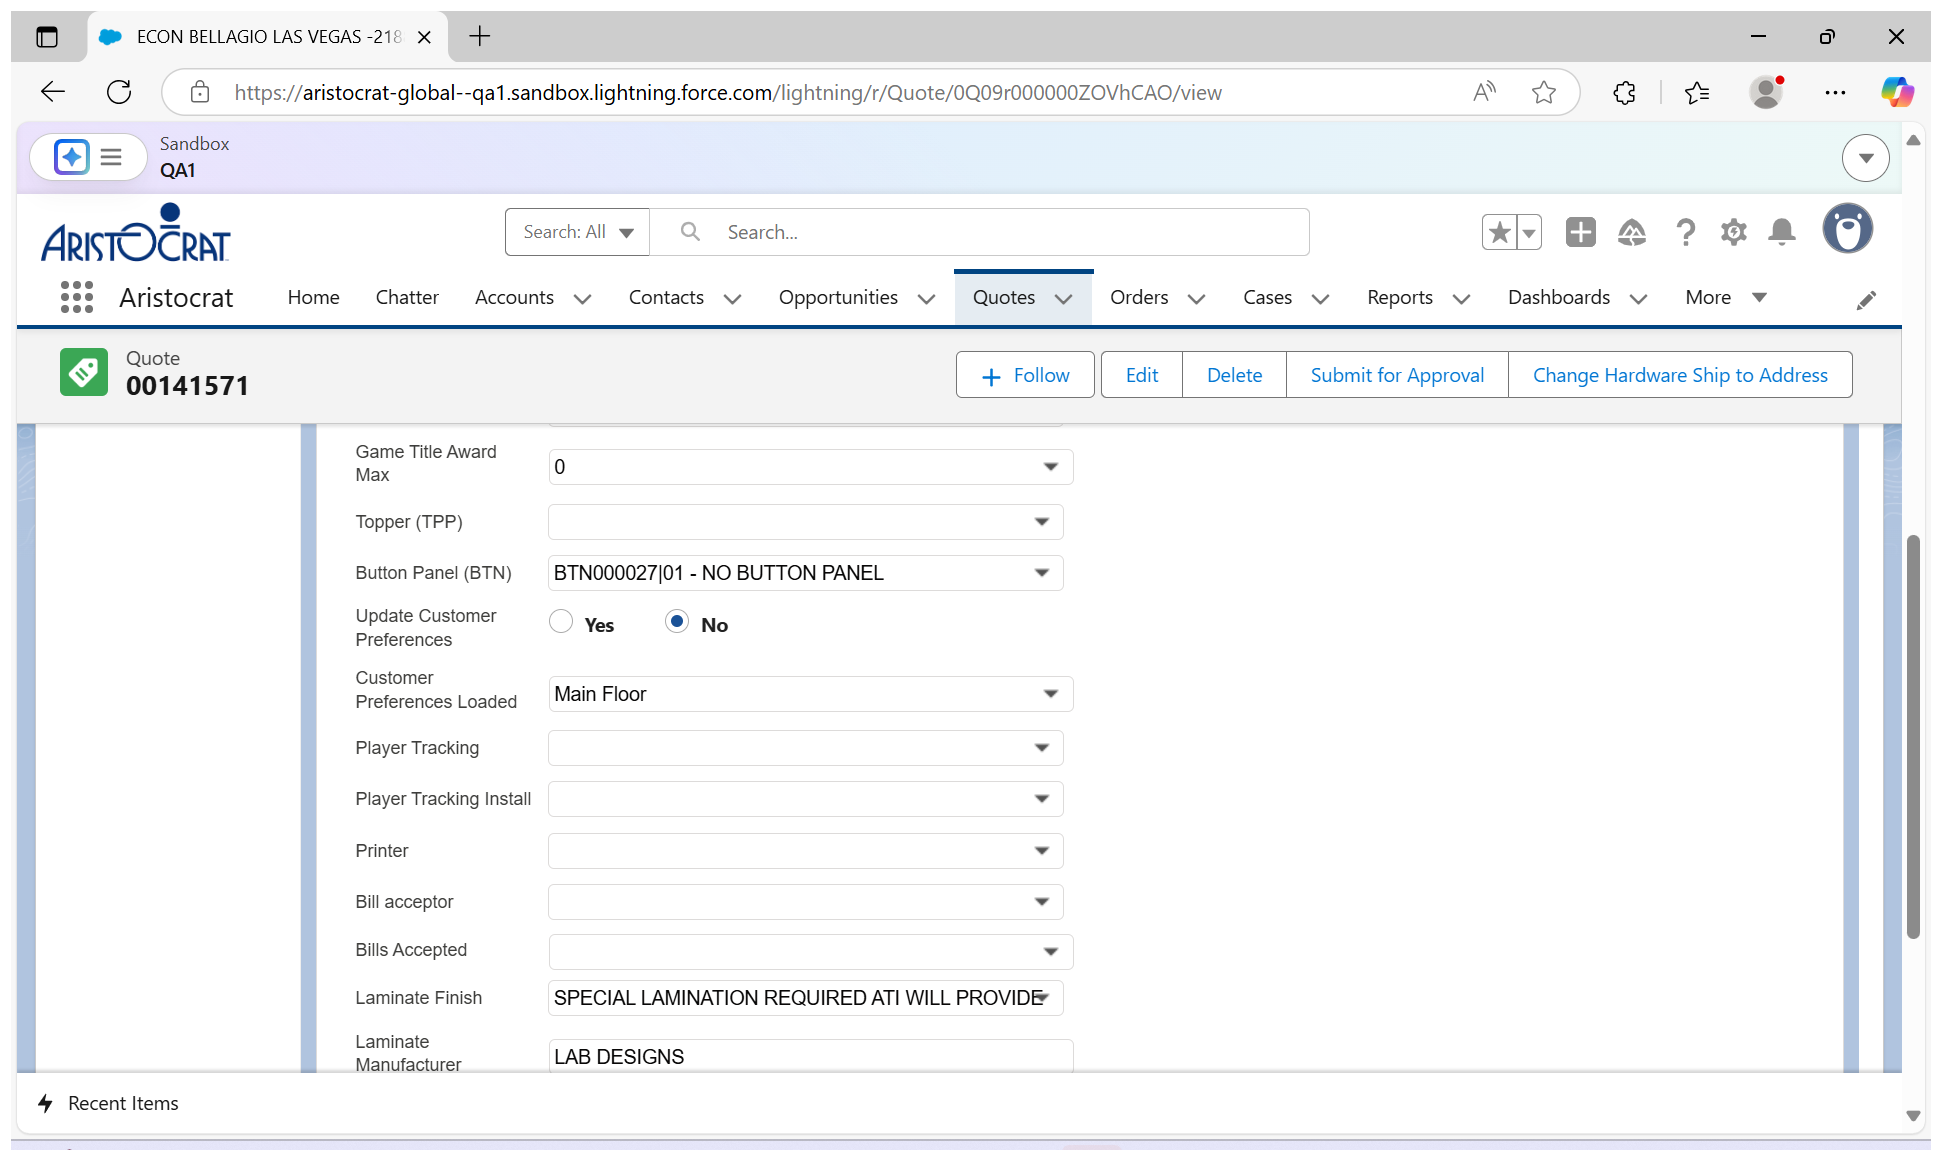 ECON BELLAGIO LAS VEGAS -218
https://aristocrat-global--qa1.sandbox.lightning.force.com/lightning/r/Quote/0Q09r000000ZOVhCAO/view
Sandbox
QA1
ARISTOCRAT
Search: All
Search...
Aristocrat
Home
Chatter
Accounts
Contacts
Opportunities
Quotes
Orders
Cases
Reports
Dashboards
More
Quote
00141571
Follow
Edit
Delete
Submit for Approval
Change Hardware Ship to Address
Game Title Award
Max
0
Topper (TPP)
Button Panel (BTN)
BTN000027|01 - NO BUTTON PANEL
Update Customer
Preferences
Yes
No
Customer
Preferences Loaded
Main Floor
Player Tracking
Player Tracking Install
Printer
Bill acceptor
Bills Accepted
Laminate Finish
SPECIAL LAMINATION REQUIRED ATI WILL PROVIDE
Laminate
Manufacturer
LAB DESIGNS
Recent Items